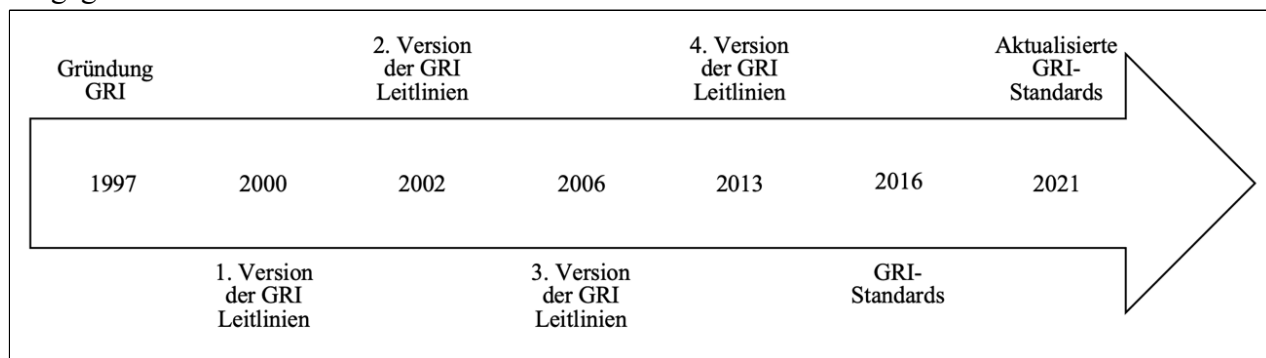 2. Version
der GRI
Leitlinien
4. Version
der GRI
Leitlinien
Aktualisierte
GRI-
Standards
Gründung
GRI
1997
2000
2002
2006
2013
2016
2021
1. Version
der GRI
Leitlinien
3. Version
der GRI
Leitlinien
GRI-
Standards